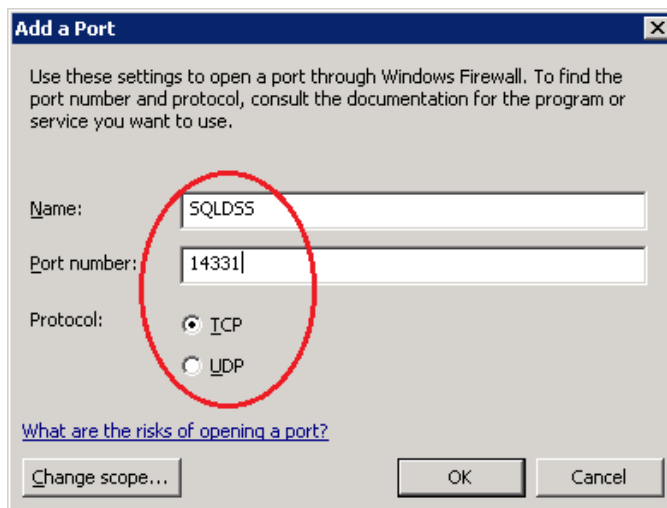 Add a Port
Use these settings to open a port through Windows Firewall. To find the
port number and protocol, consult the documentation for the program or
service you want to use.
Name: SQLDSS
Port number: 14331
Protocol: TCP
UDP
What are the risks of opening a port?
Change scope... OK Cancel